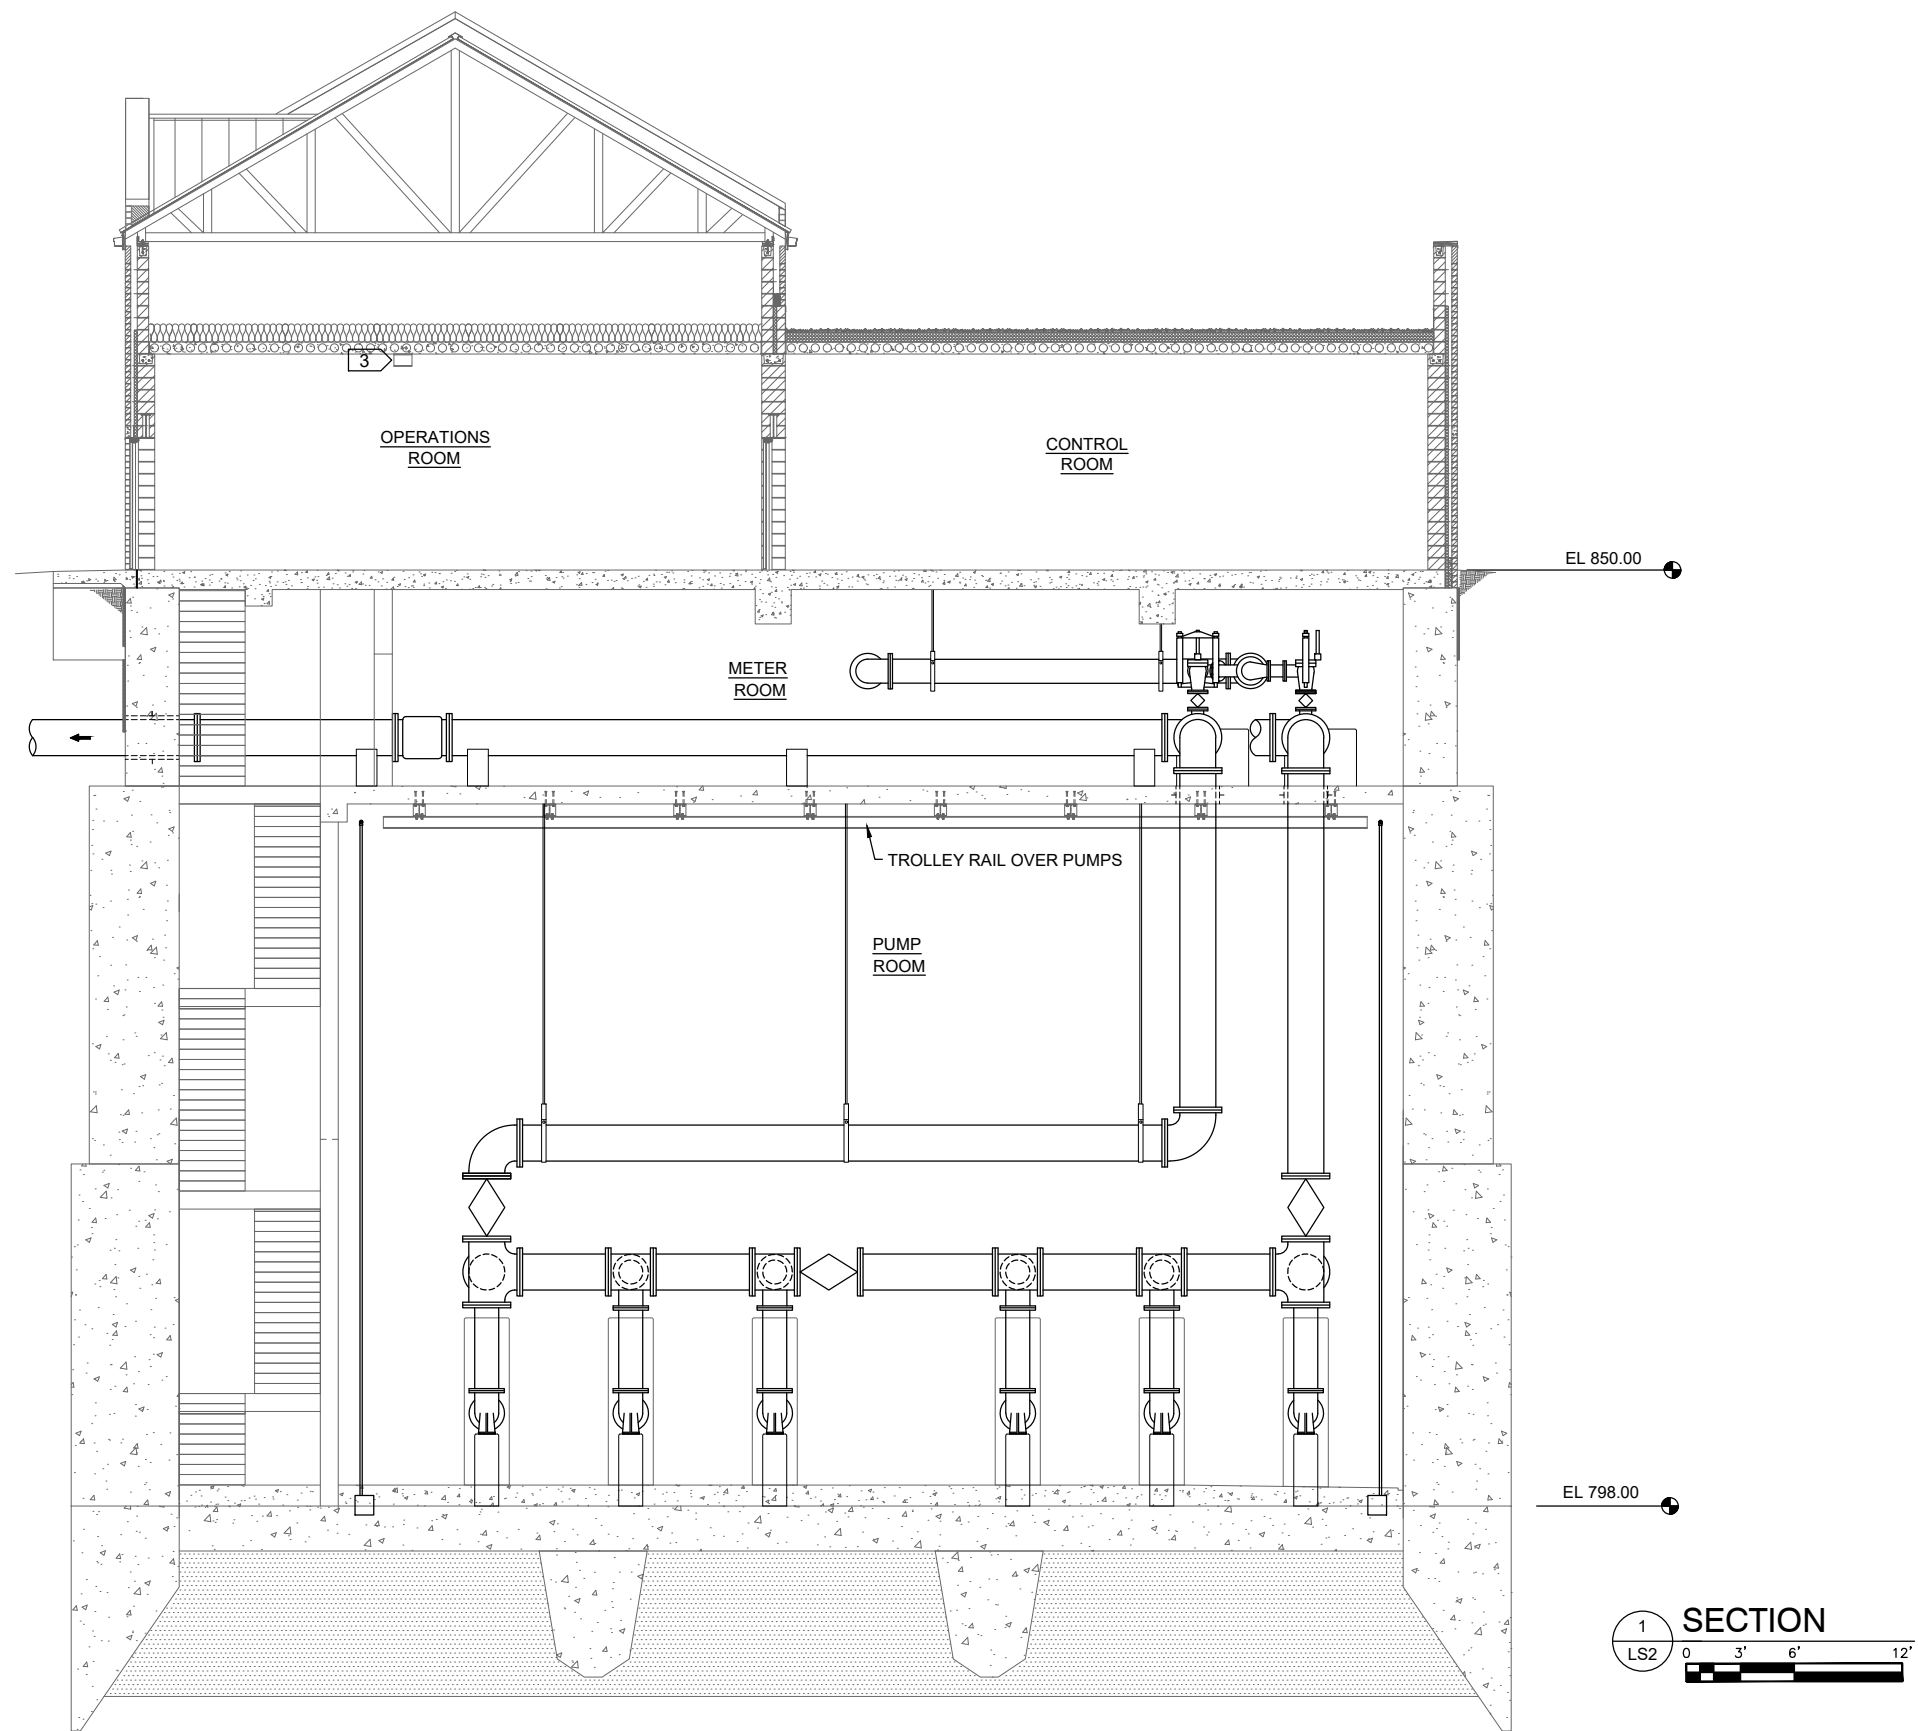 3
OPERATIONS
ROOM
CONTROL
ROOM
EL 850.00
METER
ROOM
TROLLEY RAIL OVER PUMPS
PUMP
ROOM
EL 798.00
1
LS2
SECTION
0 3' 6' 12'